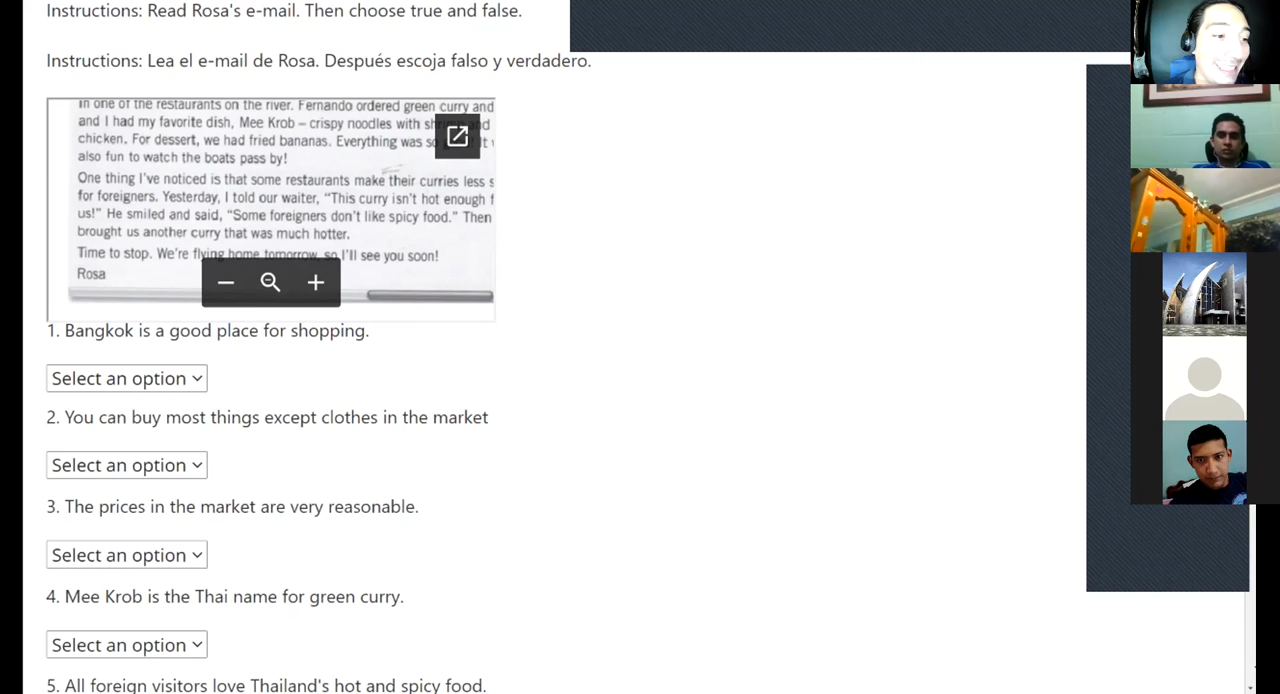 Instructions: Read Rosa's e-mail. Then choose true and false.
Instructions: Lea el e-mail de Rosa. Después escoja falso y verdadero.
in one of the restaurants on the river. Fernando ordered green curry and
and I had my favorite dish, Mee Krob – crispy noodles with
chicken. For dessert, we had fried bananas. Everything was so
also fun to watch the boats pass by!
One thing I've noticed is that some restaurants make their curries less s
for foreigners. Yesterday, I told our waiter, "This curry isn't hot enough f
us!" He smiled and said, "Some foreigners don't like spicy food." Then
brought us another curry that was much hotter.
Time to stop. We're flying home tomorrow, so I'll see you soon!
Rosa
1. Bangkok is a good place for shopping.
Select an option
2. You can buy most things except clothes in the market
Select an option
3. The prices in the market are very reasonable.
Select an option
4. Mee Krob is the Thai name for green curry.
Select an option
5. All foreign visitors love Thailand's hot and spicy food.